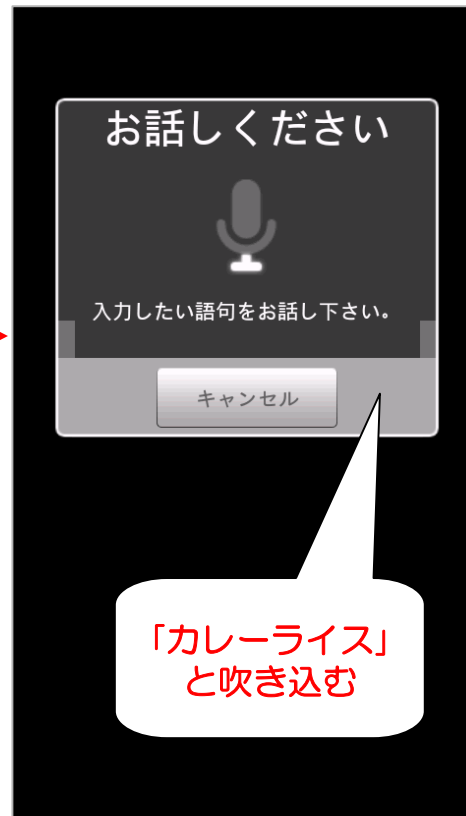 お話しください
入力したい語句をお話し下さい。
キャンセル
「カレーライス」
と吹き込む